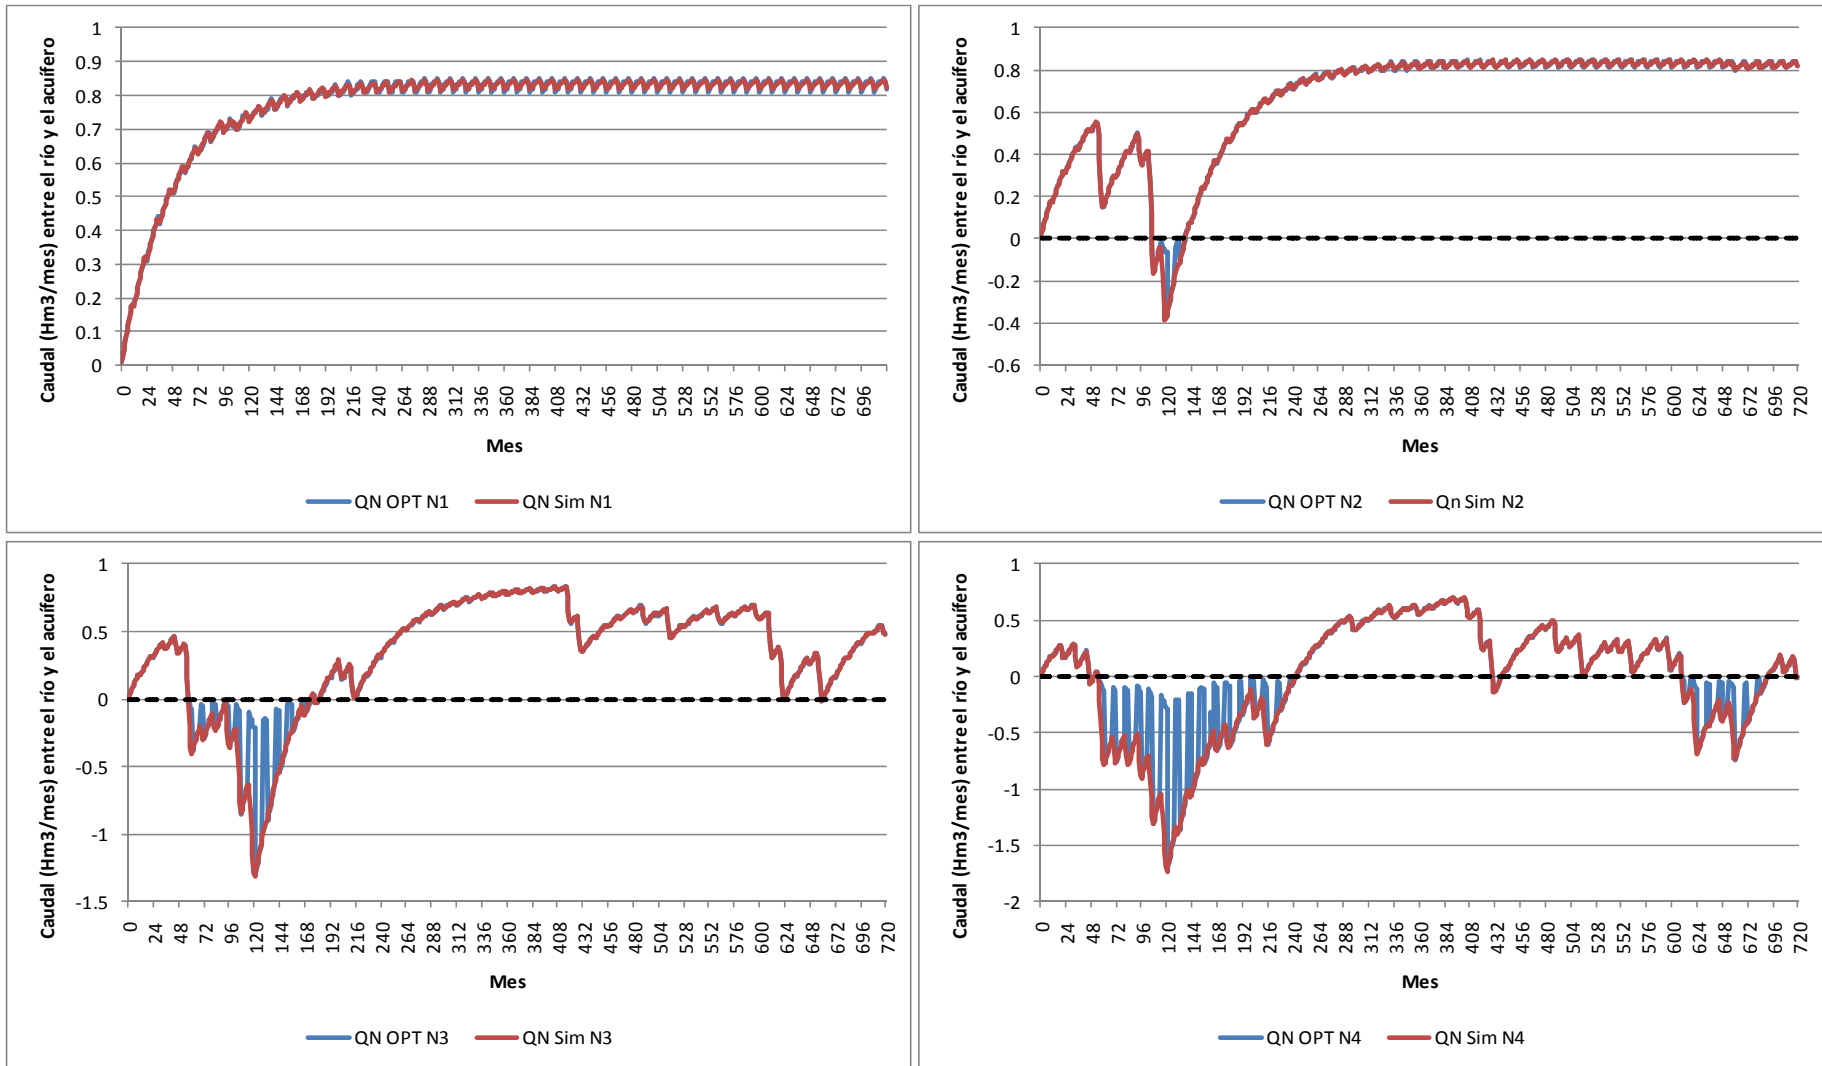 Caudal (Hm3/mes) entre el río y el acuífero
1
0.9
0.8
0.7
0.6
0.5
0.4
0.3
0.2
0.1
0
0 24 48 72 96 120 144 168 192 216 240 264 288 312 336 360 384 408 432 456 480 504 528 552 576 600 624 648 672 696
Mes
QN OPT N1 QN Sim N1
Caudal (Hm3/mes) entre el río y el acuífero
1
0.8
0.6
0.4
0.2
0
-0.2
-0.4
-0.6
0 24 48 72 96 120 144 168 192 216 240 264 288 312 336 360 384 408 432 456 480 504 528 552 576 600 624 648 672 696 720
Mes
QN OPT N2 Qn Sim N2
Caudal (Hm3/mes) entre el río y el acuífero
1
0.5
0
-0.5
-1
-1.5
0 24 48 72 96 120 144 168 192 216 240 264 288 312 336 360 384 408 432 456 480 504 528 552 576 600 624 648 672 696 720
Mes
QN OPT N3 QN Sim N3
Caudal (Hm3/mes) entre el río y el acuífero
1
0.5
0
-0.5
-1
-1.5
-2
0 24 48 72 96 120 144 168 192 216 240 264 288 312 336 360 384 408 432 456 480 504 528 552 576 600 624 648 672 696 720
Mes
QN OPT N4 QN Sim N4